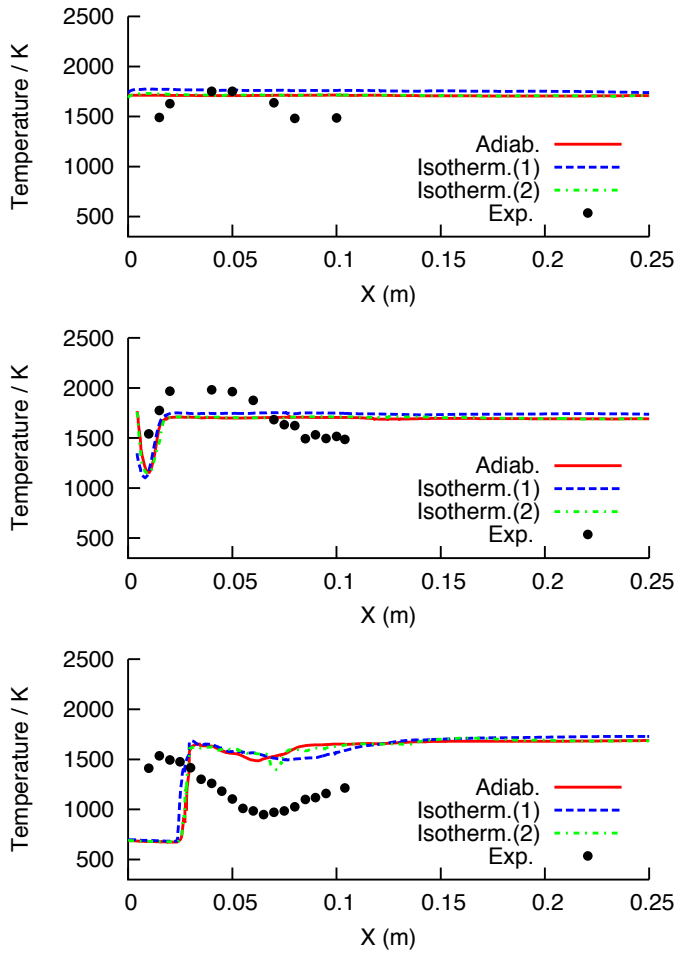 2500
2000
1500
1000
500
Temperature / K
Adiab.
Isotherm.(1)
Isotherm.(2)
Exp.
0 0.05 0.1 0.15 0.2 0.25
X (m)
2500
2000
1500
1000
500
Temperature / K
Adiab.
Isotherm.(1)
Isotherm.(2)
Exp.
0 0.05 0.1 0.15 0.2 0.25
X (m)
2500
2000
1500
1000
500
Temperature / K
Adiab.
Isotherm.(1)
Isotherm.(2)
Exp.
0 0.05 0.1 0.15 0.2 0.25
X (m)